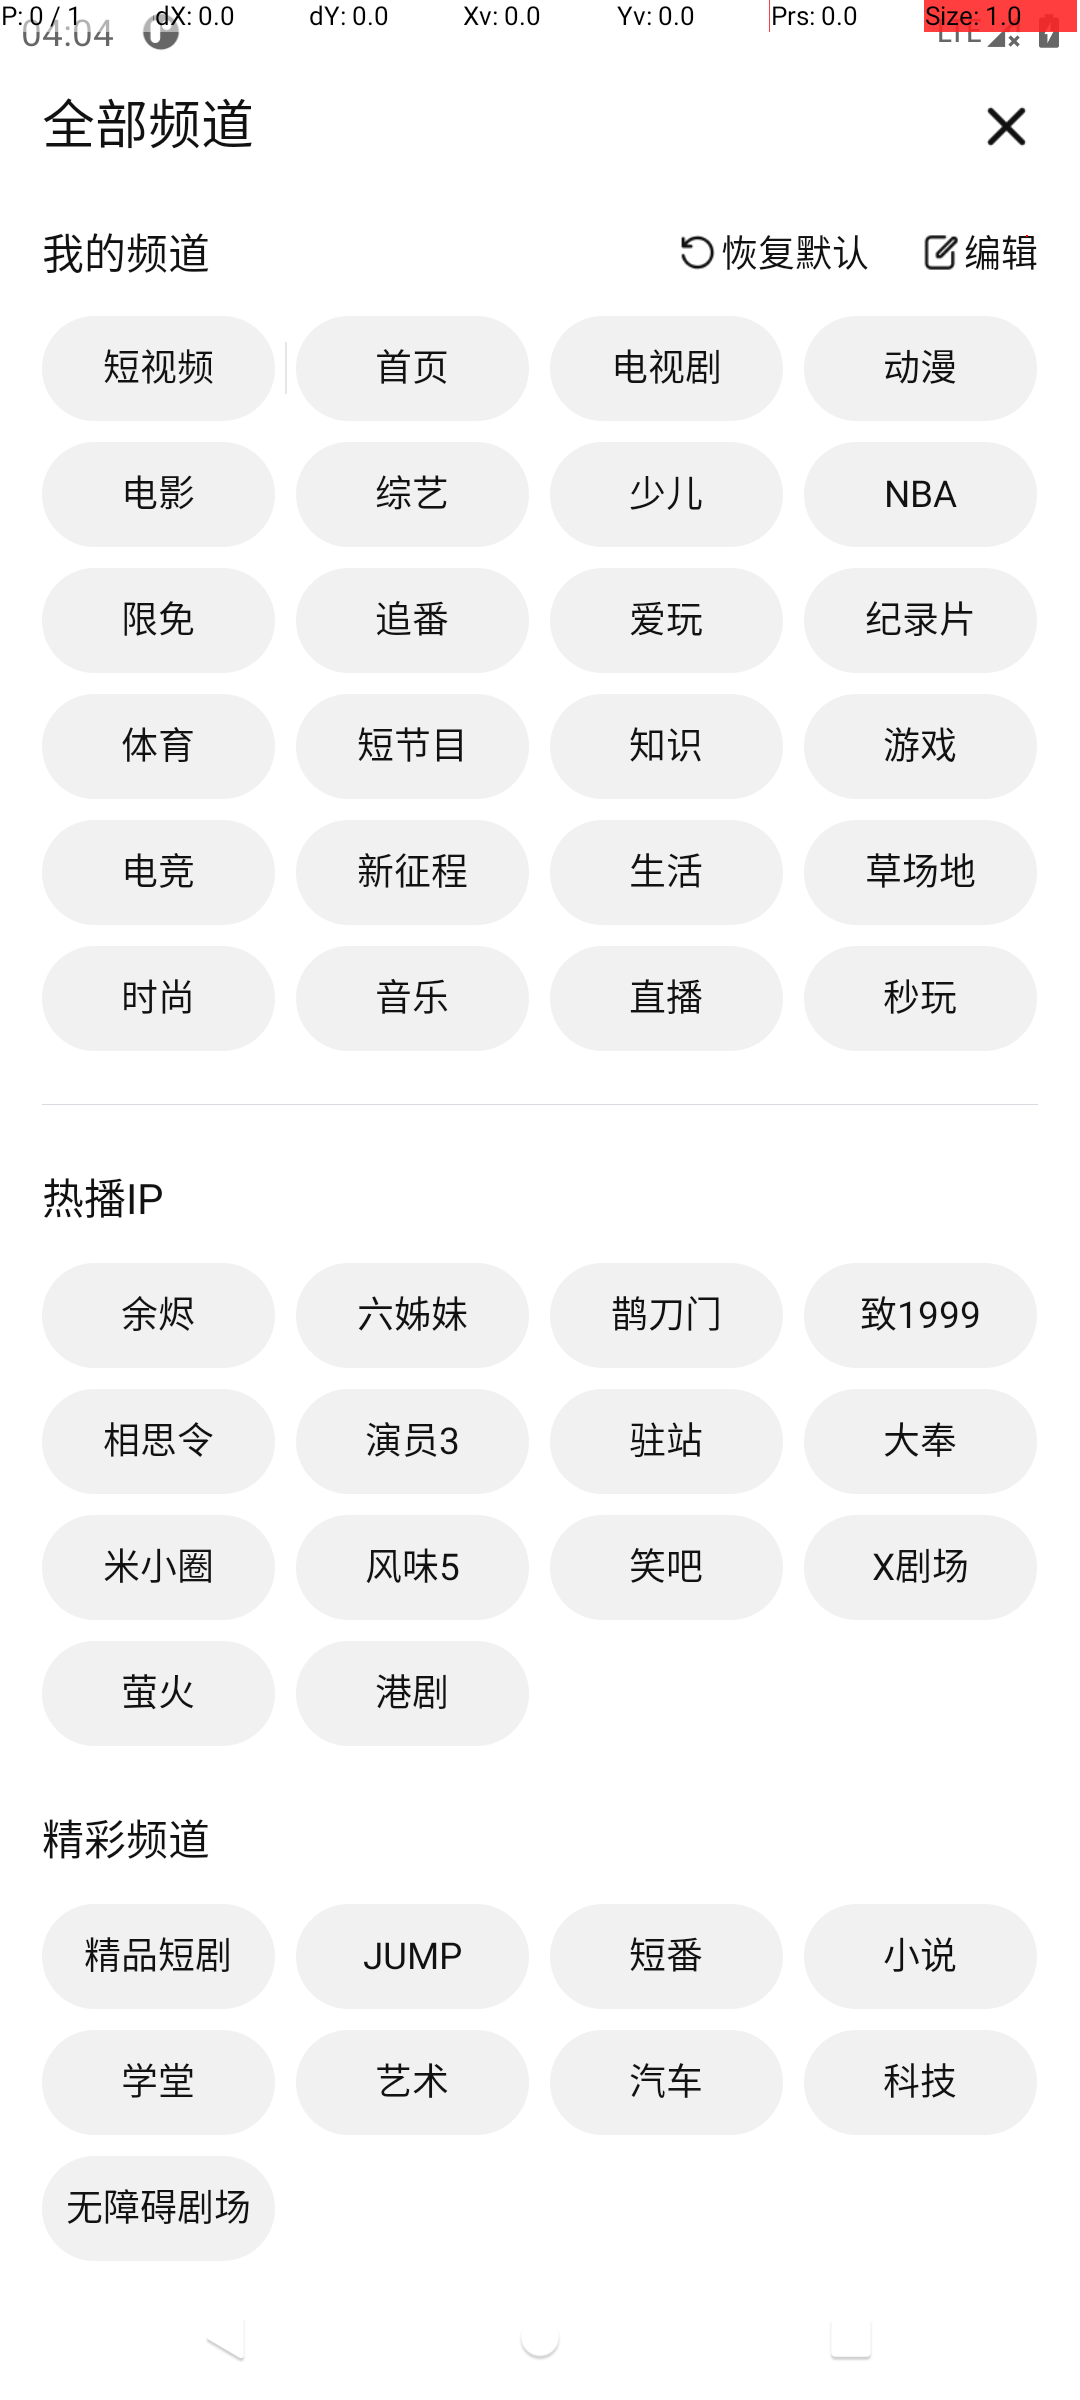 P: 0 / 1 dX: 0.0 dY: 0.0 Xv: 0.0 Yv: 0.0 Prs: 0.0 Size: 1.0
04:04 LTE
全部频道
我的频道 恢复默认 编辑
短视频 首页 电视剧 动漫
电影 综艺 少儿 NBA
限免 追番 爱玩 纪录片
体育 短节目 知识 游戏
电竞 新征程 生活 草场地
时尚 音乐 直播 秒玩
热播IP
余烬 六姊妹 鹊刀门 致1999
相思令 演员3 驻站 大奉
米小圈 风味5 笑吧 X剧场
萤火 港剧
精彩频道
精品短剧 JUMP 短番 小说
学堂 艺术 汽车 科技
无障碍剧场